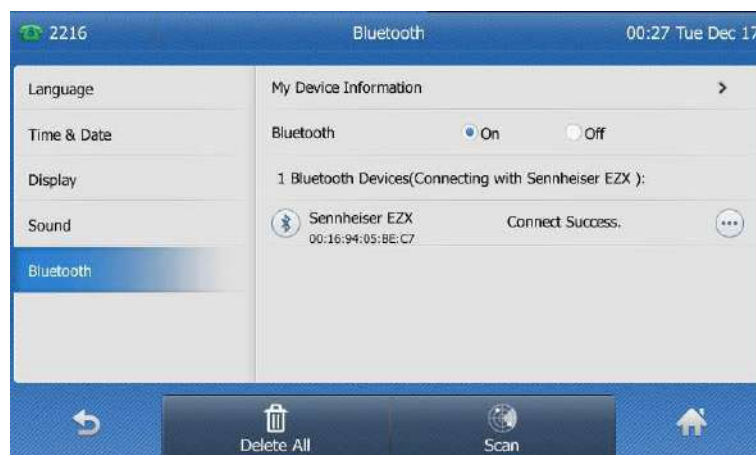 2216
Bluetooth
00:27 Tue Dec 17
Language
Time & Date
Display
Sound
Bluetooth
My Device Information
Bluetooth
On
Off
1 Bluetooth Devices(Connecting with Sennheiser EZX ):
Sennheiser EZX
Connect Success.
00:16:94:05:BE:C7
Delete All
Scan